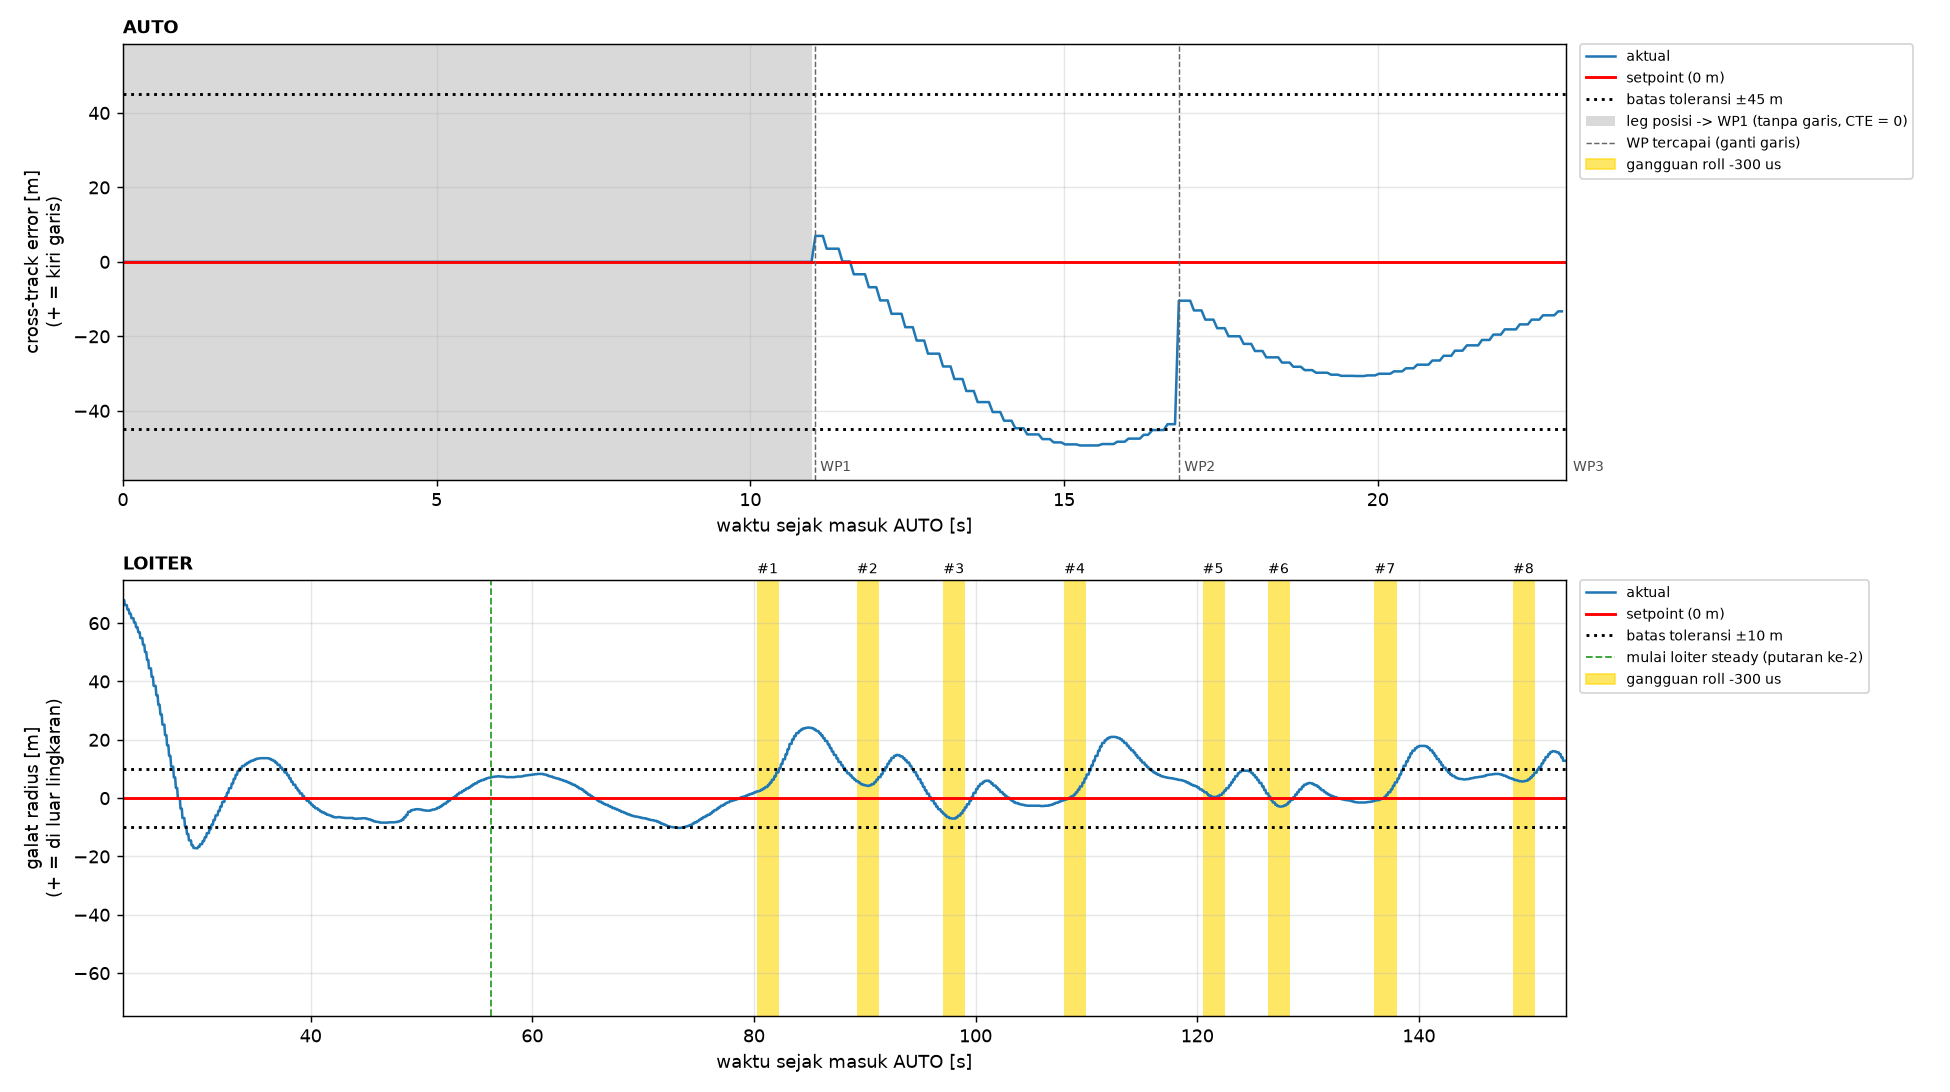 AUTO
cross-track error [m]
(+ = kiri garis)
40
20
0
−20
−40
WP1
WP2
WP3
0
5
10
15
20
waktu sejak masuk AUTO [s]
aktual
setpoint (0 m)
batas toleransi ±45 m
leg posisi -> WP1 (tanpa garis, CTE = 0)
WP tercapai (ganti garis)
gangguan roll -300 us
LOITER
#1
#2
#3
#4
#5
#6
#7
#8
galat radius [m]
(+ = di luar lingkaran)
60
40
20
0
−20
−40
−60
40
60
80
100
120
140
waktu sejak masuk AUTO [s]
aktual
setpoint (0 m)
batas toleransi ±10 m
mulai loiter steady (putaran ke-2)
gangguan roll -300 us